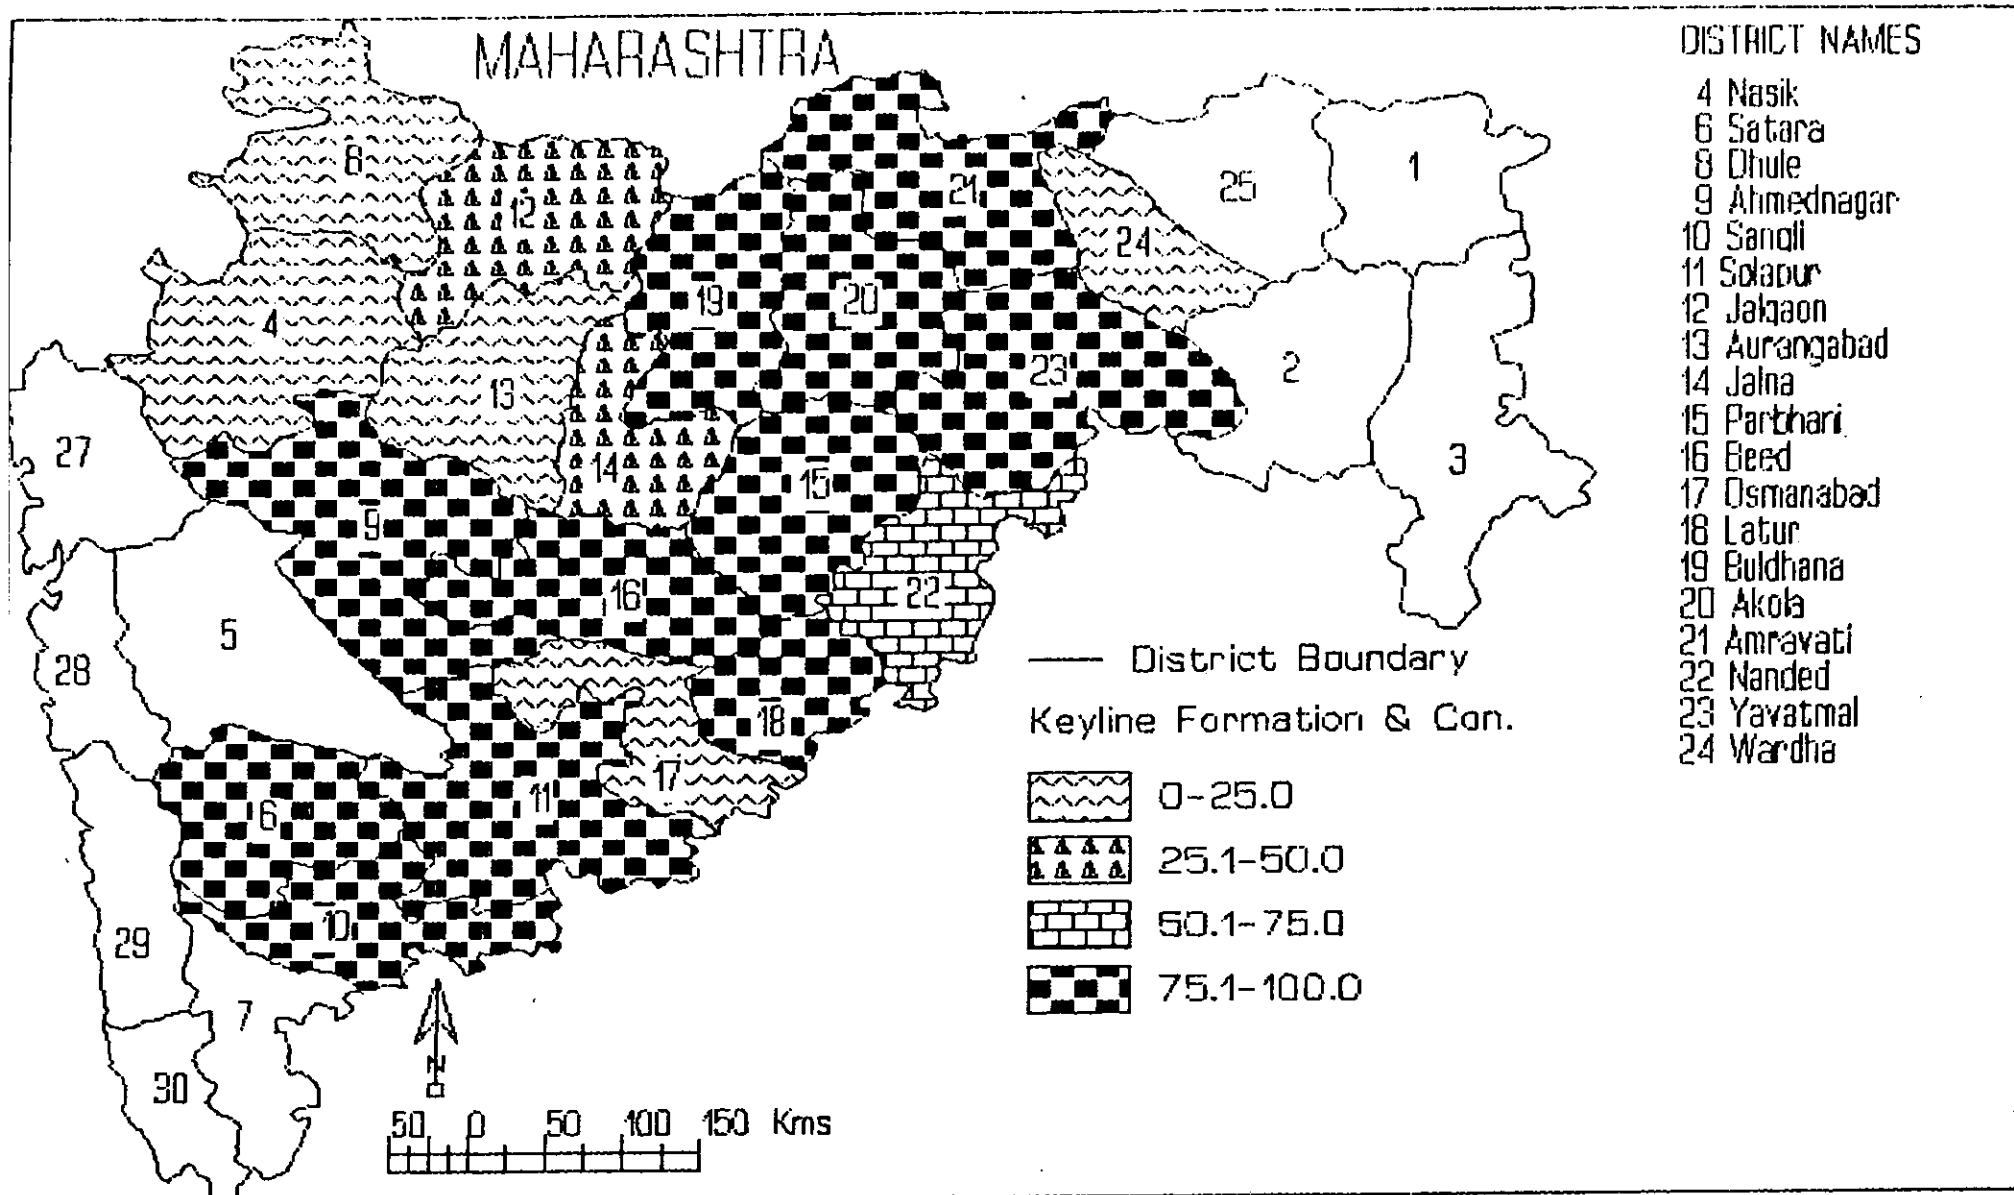 MAHARASHTRA
DISTRICT NAMES
4 Nasik
6 Satara
8 Dhule
9 Ahmednagar
10 Sangli
11 Solapur
12 Jalgaon
13 Aurangabad
14 Jalna
15 Parbhani
16 Beed
17 Osmanabad
18 Latur
19 Buldhana
20 Akola
21 Amravati
22 Nanded
23 Yavatmal
24 Wardha
8
12
21
25
1
24
4
19
20
13
23
2
27
14
15
3
9
16
22
5
28
18
17
11
6
10
29
7
30
District Boundary
Keyline Formation & Con.
0-25.0
25.1-50.0
50.1-75.0
75.1-100.0
N
50 0 50 100 150 Kms